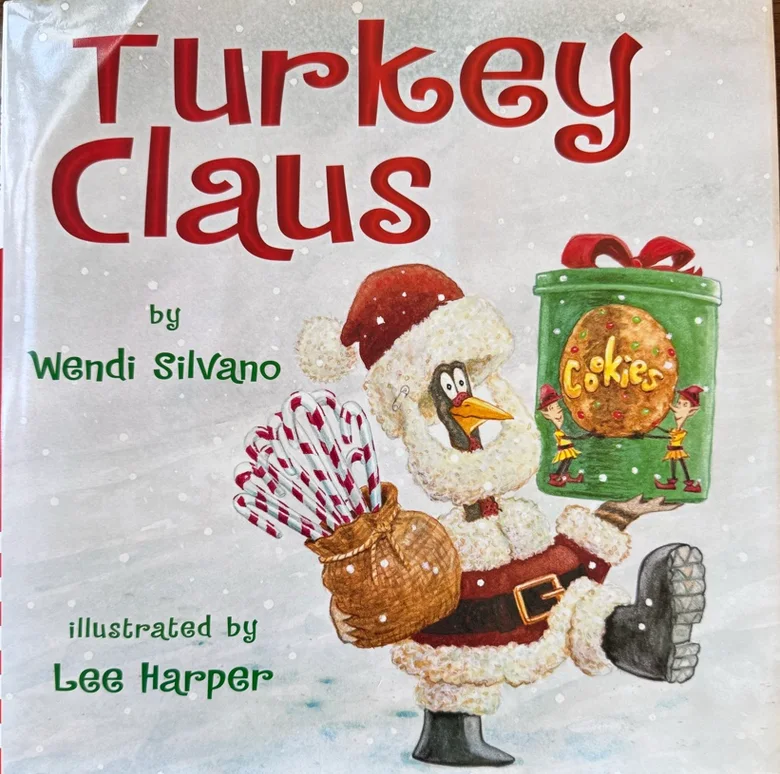 Turkey
Claus
by
Wendi Silvano
Cookies
illustrated by
Lee Harper